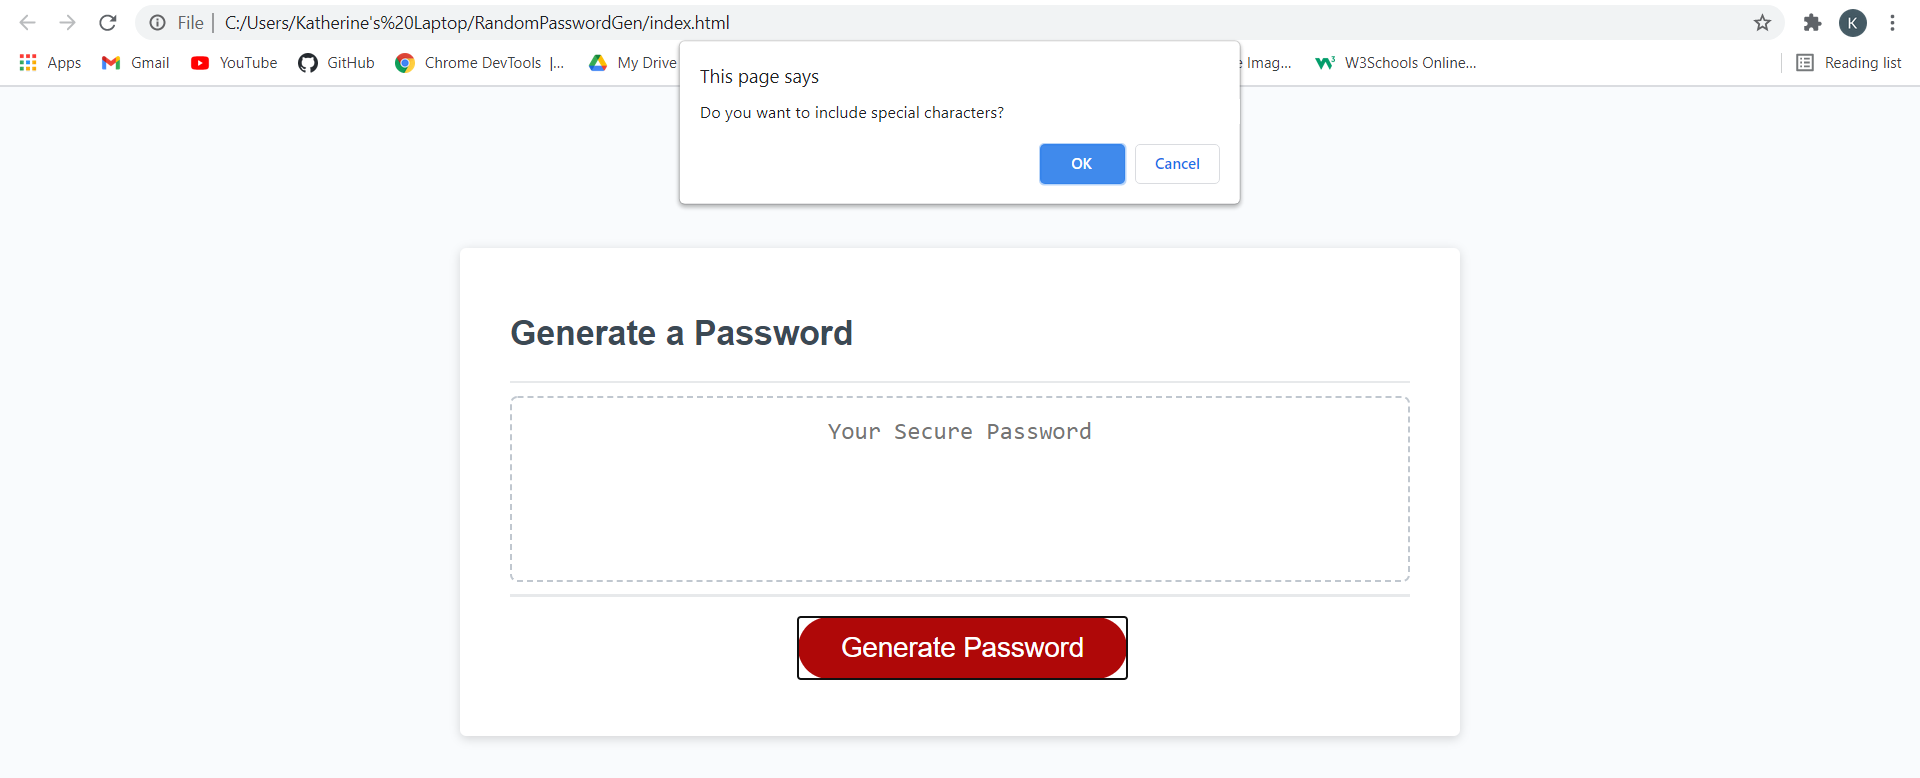 File | C:/Users/Katherine's%20Laptop/RandomPasswordGen/index.html K
Apps Gmail YouTube GitHub Chrome DevTools |... My Drive e Imag... W3Schools Online... Reading list
This page says
Do you want to include special characters?
OK Cancel
Generate a Password
Your Secure Password
Generate Password